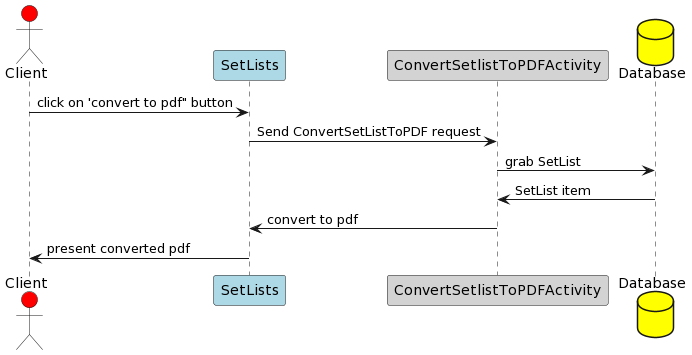 Client
SetLists
ConvertSetlistToPDFActivity
Database
click on 'convert to pdf" button
Send ConvertSetListToPDF request
grab SetList
SetList item
convert to pdf
present converted pdf
Client
SetLists
ConvertSetlistToPDFActivity
Database